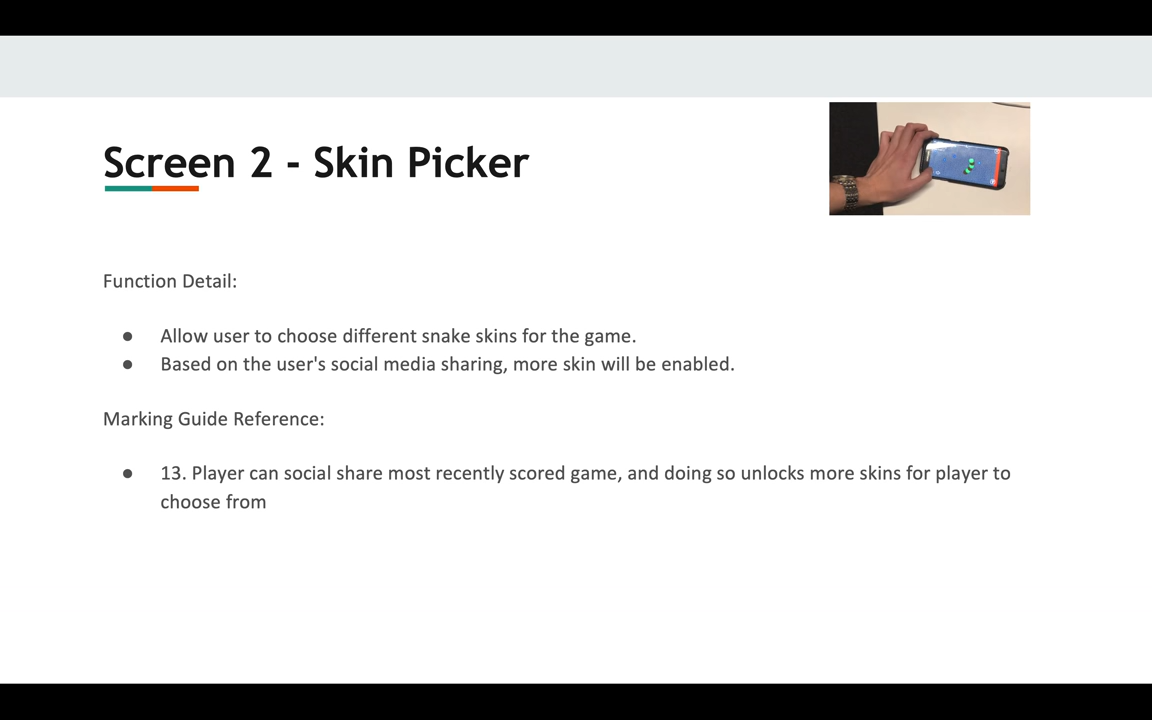 Screen 2 - Skin Picker
Function Detail:
● Allow user to choose different snake skins for the game.
● Based on the user's social media sharing, more skin will be enabled.
Marking Guide Reference:
● 13. Player can social share most recently scored game, and doing so unlocks more skins for player to
choose from